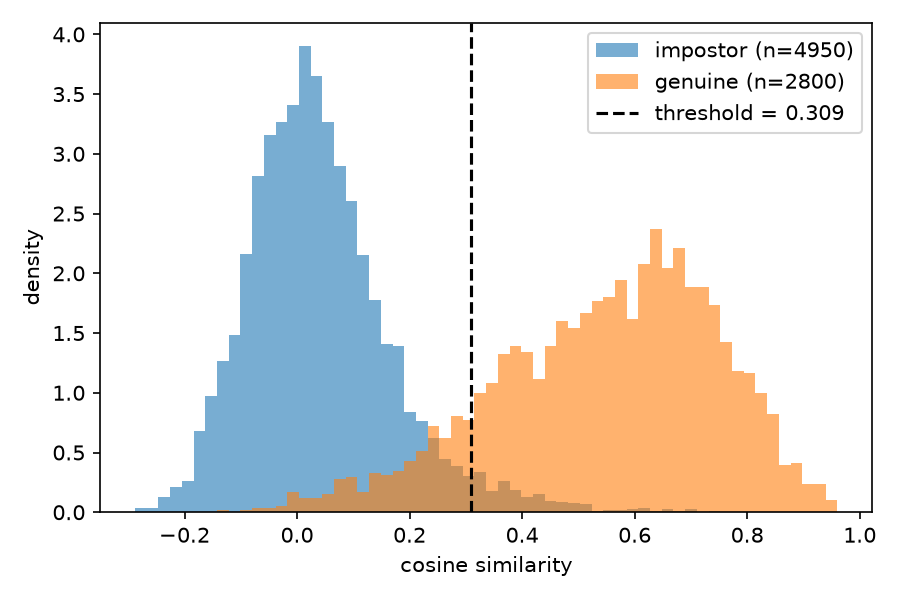 4.0
3.5
3.0
2.5
2.0
1.5
1.0
0.5
0.0
density
impostor (n=4950)
genuine (n=2800)
threshold = 0.309
−0.2 0.0 0.2 0.4 0.6 0.8 1.0
cosine similarity